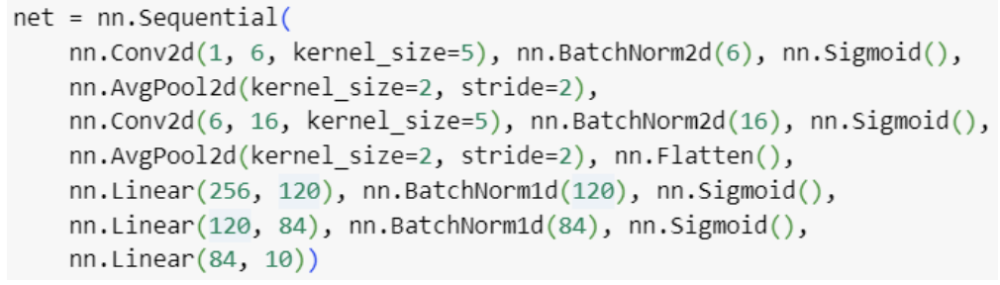 net = nn.Sequential(
    nn.Conv2d(1, 6, kernel_size=5), nn.BatchNorm2d(6), nn.Sigmoid(),
    nn.AvgPool2d(kernel_size=2, stride=2),
    nn.Conv2d(6, 16, kernel_size=5), nn.BatchNorm2d(16), nn.Sigmoid(),
    nn.AvgPool2d(kernel_size=2, stride=2), nn.Flatten(),
    nn.Linear(256, 120), nn.BatchNorm1d(120), nn.Sigmoid(),
    nn.Linear(120, 84), nn.BatchNorm1d(84), nn.Sigmoid(),
    nn.Linear(84, 10))